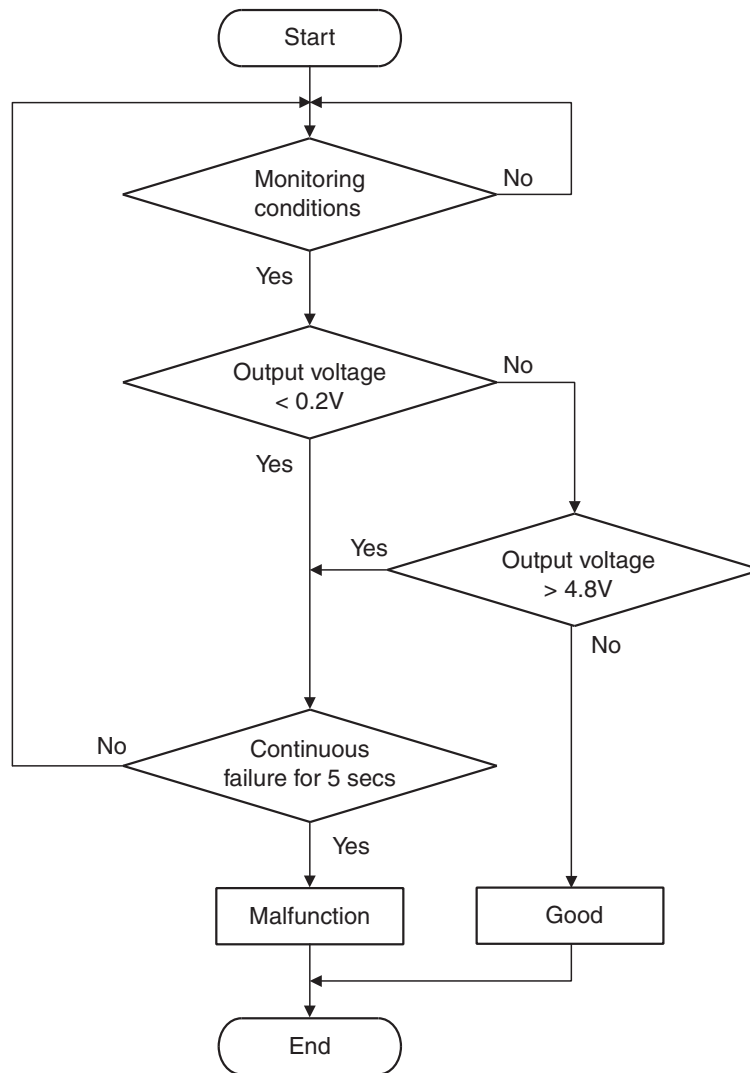 Start
Monitoring
conditions
No
Yes
Output voltage
< 0.2V
No
Yes
Output voltage
> 4.8V
Yes
No
Continuous
failure for 5 secs
No
Yes
Malfunction
Good
End